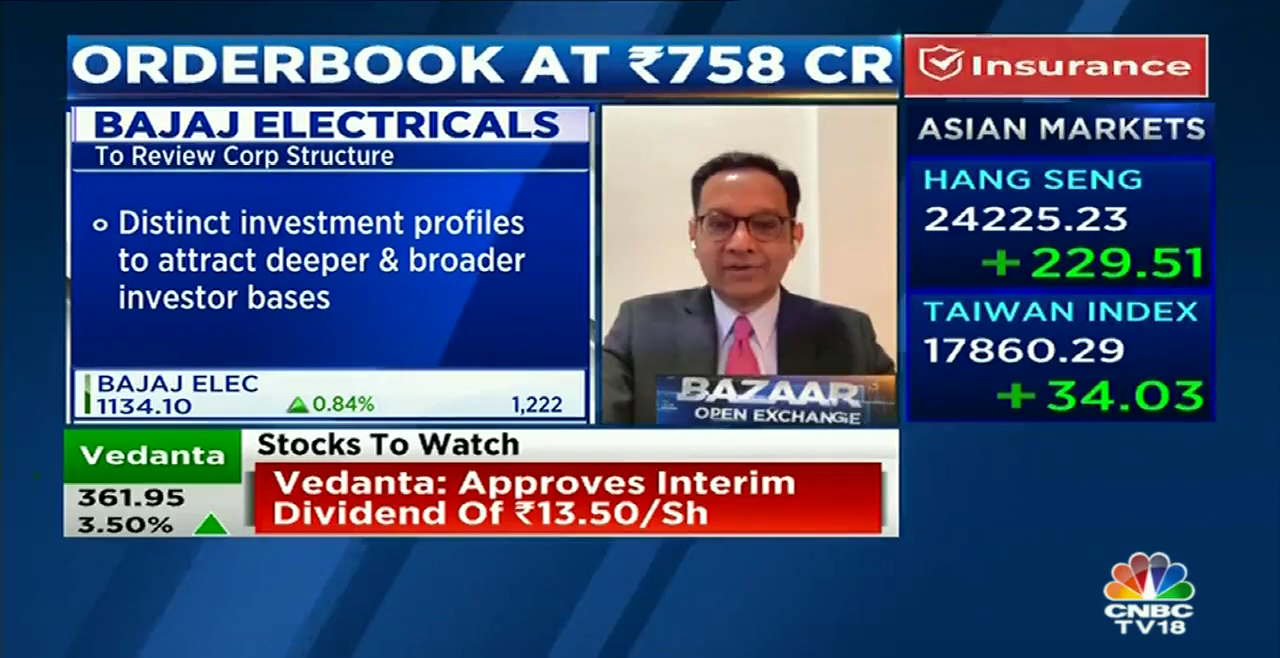 ORDERBOOK AT ₹758 CR
Insurance
BAJAJ ELECTRICALS
To Review Corp Structure
Distinct investment profiles
to attract deeper & broader
investor bases
BAJAJ ELEC
1134.10
0.84%
1,222
BAZAAR
OPEN EXCHANGE
ASIAN MARKETS
HANG SENG
24225.23
+229.51
TAIWAN INDEX
17860.29
+34.03
Vedanta
361.95
3.50%
Stocks To Watch
Vedanta: Approves Interim
Dividend Of ₹13.50/Sh
CNBC
TV18